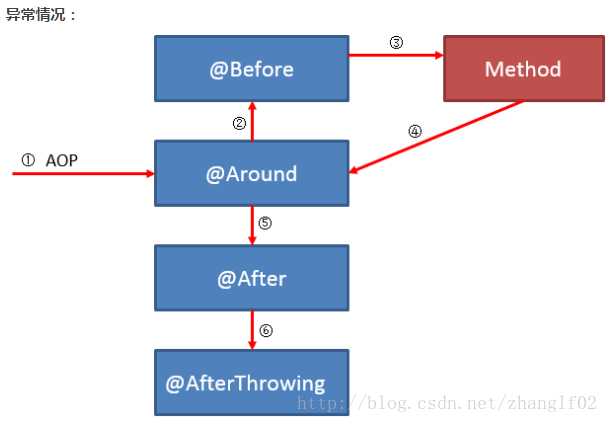 异常情况：
@Before
③
Method
②
④
① AOP
@Around
⑤
@After
⑥
@AfterThrowing
http://blog.csdn.net/zhanglf02